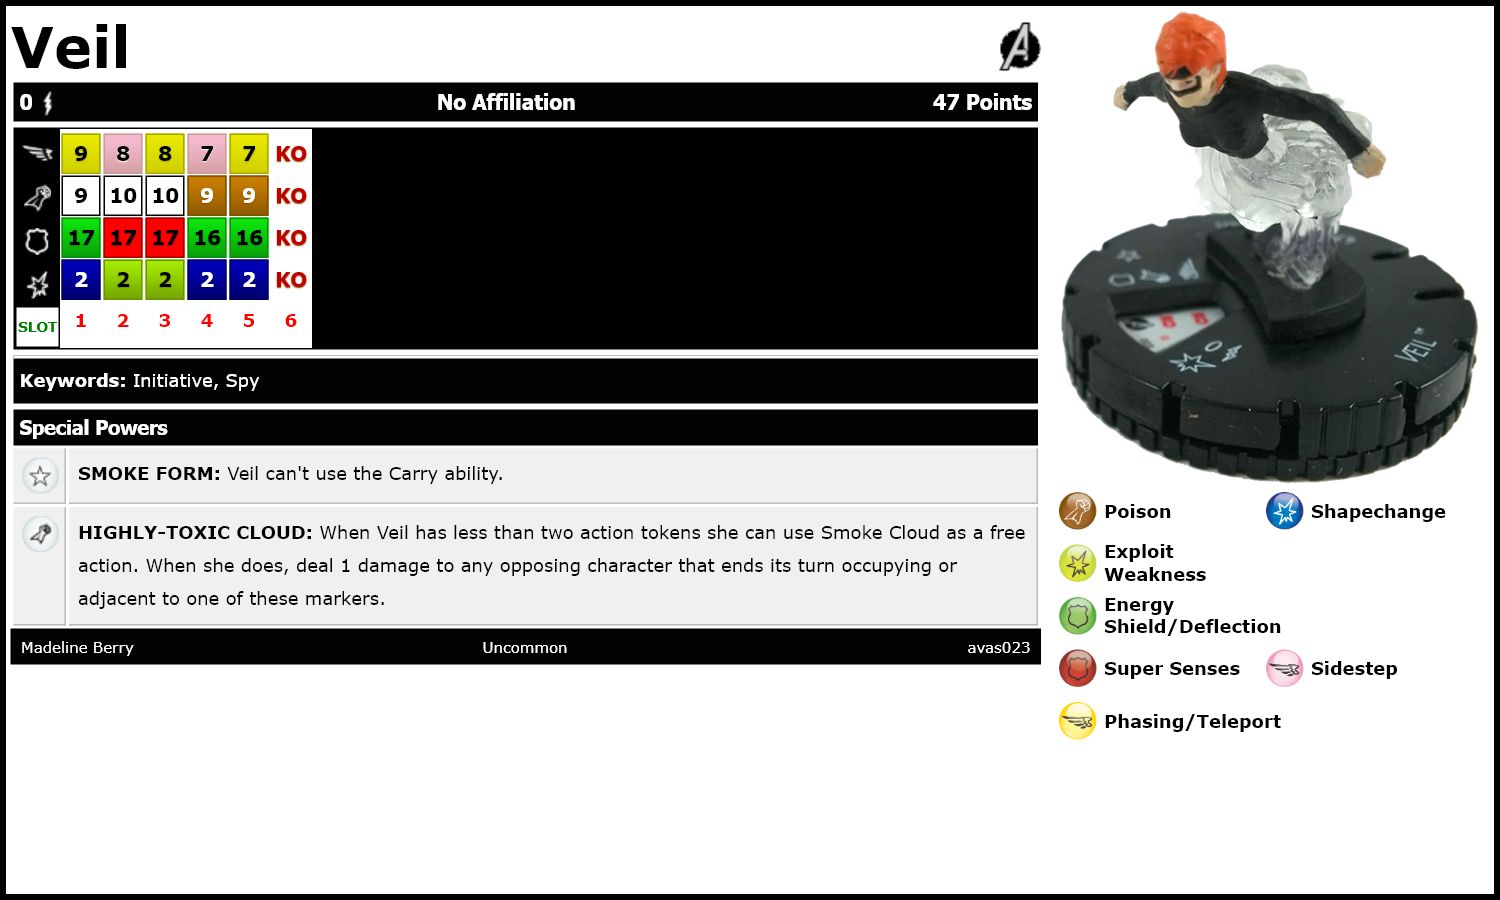 Veil
0 No Affiliation 47 Points
9 8 8 7 7 KO
9 10 10 9 9 KO
17 17 17 16 16 KO
2 2 2 2 2 KO
SLOT 1 2 3 4 5 6
Keywords: Initiative, Spy
Special Powers
SMOKE FORM: Veil can't use the Carry ability.
HIGHLY-TOXIC CLOUD: When Veil has less than two action tokens she can use Smoke Cloud as a free
action. When she does, deal 1 damage to any opposing character that ends its turn occupying or
adjacent to one of these markers.
Madeline Berry Uncommon avas023
KO KO
VEIL™
Poison Shapechange
Exploit
Weakness
Energy
Shield/Deflection
Super Senses Sidestep
Phasing/Teleport